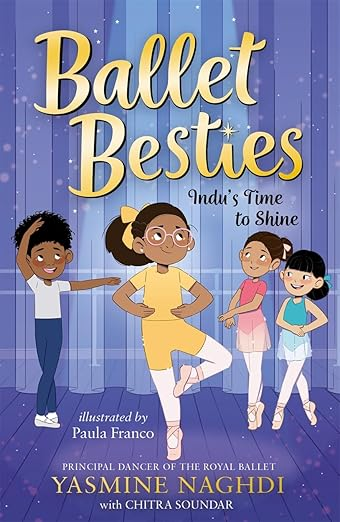 Ballet
Besties
Indu's Time
to Shine
illustrated by
Paula Franco
PRINCIPAL DANCER OF THE ROYAL BALLET
YASMINE NAGHDI
with CHITRA SOUNDAR